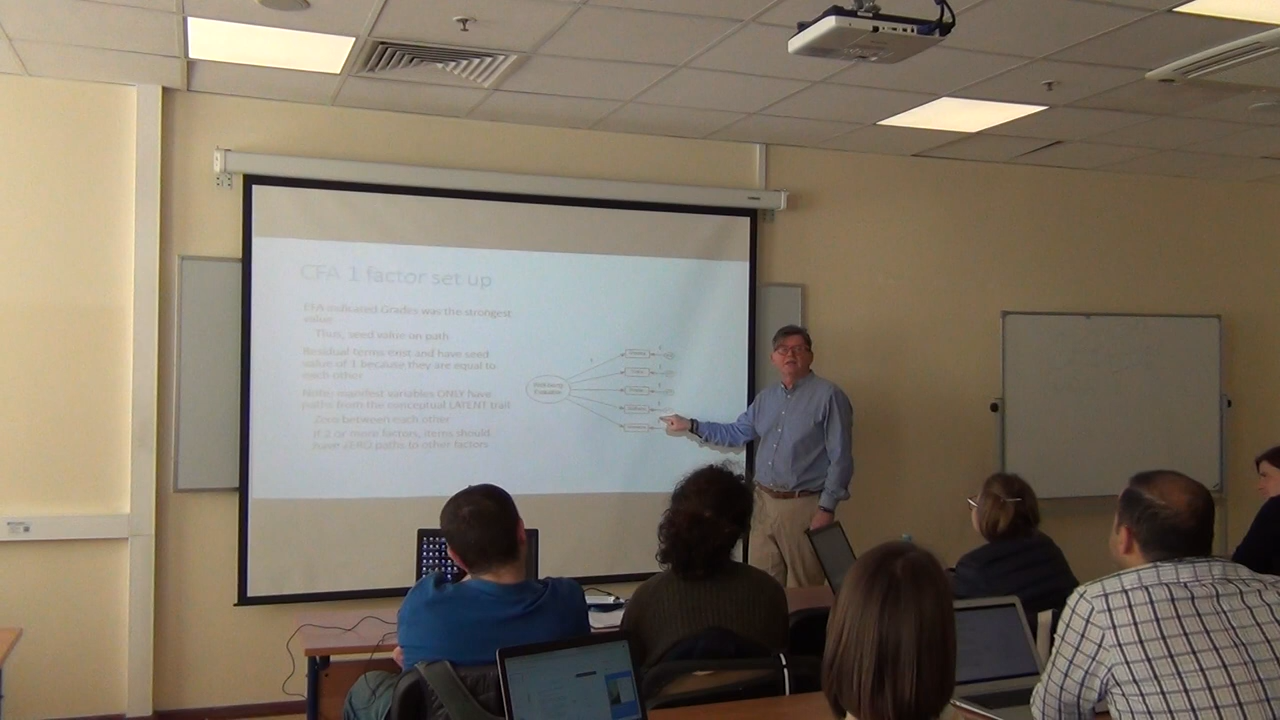 CFA 1 factor set up
EFA indicated Grades was the strongest
value
Thus, seed value on path
Residual terms exist and have seed
value of 1 because they are equal to
each other
Note: manifest variables ONLY have
paths from the conceptual LATENT trail
Zero between each other
If 2 or more factors, items should
have ZERO paths to other factors